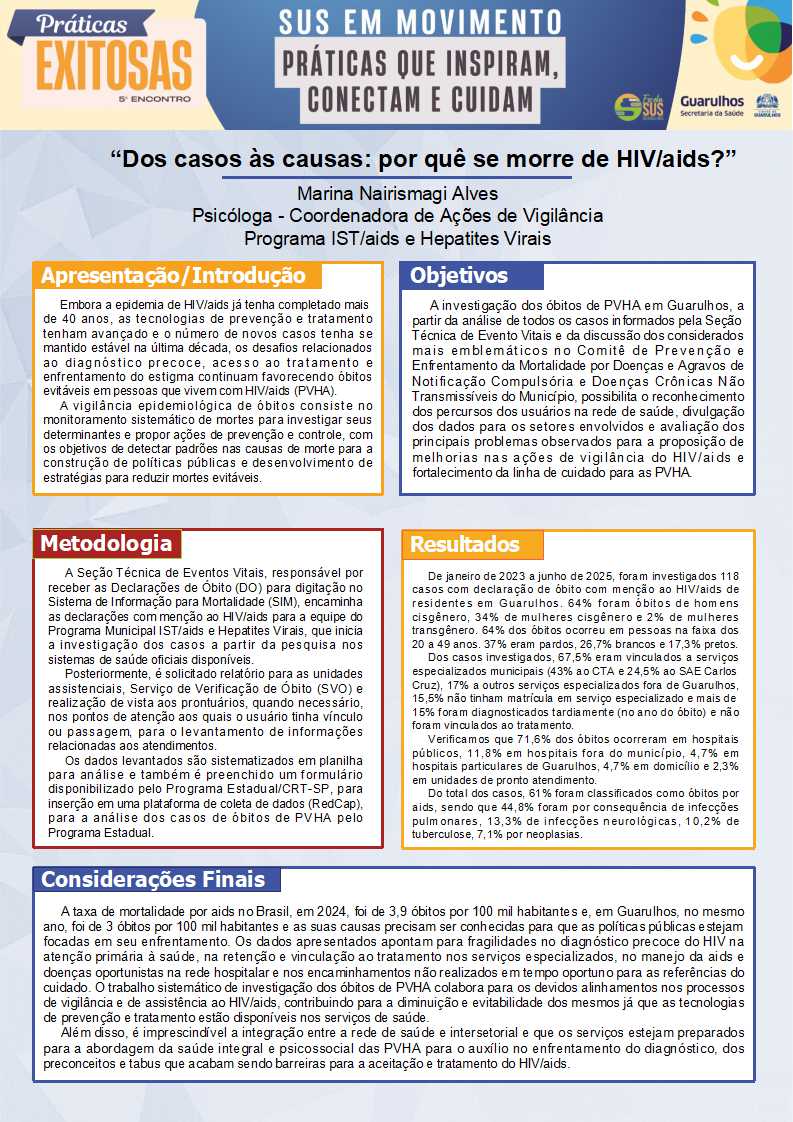 Práticas
EXITOSAS
5º ENCONTRO
SUS EM MOVIMENTO
PRÁTICAS QUE INSPIRAM,
CONECTAM E CUIDAM
Escola
SUS
Guarulhos
Secretaria da Saúde
GUARULHOS
“Dos casos às causas: por quê se morre de HIV/aids?”
Marina Nairismagi Alves
Psicóloga - Coordenadora de Ações de Vigilância
Programa IST/aids e Hepatites Virais
Apresentação/Introdução
Embora a epidemia de HIV/aids já tenha completado mais
de 40 anos, as tecnologias de prevenção e tratamento
tenham avançado e o número de novos casos tenha se
mantido estável na última década, os desafios relacionados
ao diagnóstico precoce, acesso ao tratamento e
enfrentamento do estigma continuam favorecendo óbitos
evitáveis em pessoas que vivem com HIV/aids (PVHA).
A vigilância epidemiológica de óbitos consiste no
monitoramento sistemático de mortes para investigar seus
determinantes e propor ações de prevenção e controle, com
os objetivos de detectar padrões nas causas de morte para a
construção de políticas públicas e desenvolvimento de
estratégias para reduzir mortes evitáveis.
Objetivos
A investigação dos óbitos de PVHA em Guarulhos, a
partir da análise de todos os casos informados pela Seção
Técnica de Evento Vitais e da discussão dos considerados
mais emblemáticos no Comitê de Prevenção e
Enfrentamento da Mortalidade por Doenças e Agravos de
Notificação Compulsória e Doenças Crônicas Não
Transmissíveis do Município, possibilita o reconhecimento
dos percursos dos usuários na rede de saúde, divulgação
dos dados para os setores envolvidos e avaliação dos
principais problemas observados para a proposição de
melhorias nas ações de vigilância do HIV/aids e
fortalecimento da linha de cuidado para as PVHA.
Metodologia
A Seção Técnica de Eventos Vitais, responsável por
receber as Declarações de Óbito (DO) para digitação no
Sistema de Informação para Mortalidade (SIM), encaminha
as declarações com menção ao HIV/aids para a equipe do
Programa Municipal IST/aids e Hepatites Virais, que inicia
a investigação dos casos a partir da pesquisa nos
sistemas de saúde oficiais disponíveis.
Posteriormente, é solicitado relatório para as unidades
assistenciais, Serviço de Verificação de Óbito (SVO) e
realização de vista aos prontuários, quando necessário,
nos pontos de atenção aos quais o usuário tinha vínculo
ou passagem, para o levantamento de informações
relacionadas aos atendimentos.
Os dados levantados são sistematizados em planilha
para análise e também é preenchido um formulário
disponibilizado pelo Programa Estadual/CRT-SP, para
inserção em uma plataforma de coleta de dados (RedCap),
para a análise dos casos de óbitos de PVHA pelo
Programa Estadual.
Resultados
De janeiro de 2023 a junho de 2025, foram investigados 118
casos com declaração de óbito com menção ao HIV/aids de
residentes em Guarulhos. 64% foram óbitos de homens
cisgênero, 34% de mulheres cisgênero e 2% de mulheres
transgênero. 64% dos óbitos ocorreu em pessoas na faixa dos
20 a 49 anos. 37% eram pardos, 26,7% brancos e 17,3% pretos.
Dos casos investigados, 67,5% eram vinculados a serviços
especializados municipais (43% ao CTA e 24,5% ao SAE Carlos
Cruz), 17% a outros serviços especializados fora de Guarulhos,
15,5% não tinham matrícula em serviço especializado e mais de
15% foram diagnosticados tardiamente (no ano do óbito) e não
foram vinculados ao tratamento.
Verificamos que 71,6% dos óbitos ocorreram em hospitais
públicos, 11,8% em hospitais fora do município, 4,7% em
hospitais particulares de Guarulhos, 4,7% em domicílio e 2,3%
em unidades de pronto atendimento.
Do total dos casos, 61% foram classificados como óbitos por
aids, sendo que 44,8% foram por consequência de infecções
pulmonares, 13,3% de infecções neurológicas, 10,2% de
tuberculose, 7,1% por neoplasias.
Considerações Finais
A taxa de mortalidade por aids no Brasil, em 2024, foi de 3,9 óbitos por 100 mil habitantes e, em Guarulhos, no mesmo
ano, foi de 3 óbitos por 100 mil habitantes e as suas causas precisam ser conhecidas para que as políticas públicas estejam
focadas em seu enfrentamento. Os dados apresentados apontam para fragilidades no diagnóstico precoce do HIV na
atenção primária à saúde, na retenção e vinculação ao tratamento nos serviços especializados, no manejo da aids e
doenças oportunistas na rede hospitalar e nos encaminhamentos não realizados em tempo oportuno para as referências do
cuidado. O trabalho sistemático de investigação dos óbitos de PVHA colabora para os devidos alinhamentos nos processos
de vigilância e de assistência ao HIV/aids, contribuindo para a diminuição e evitabilidade dos mesmos já que as tecnologias
de prevenção e tratamento estão disponíveis nos serviços de saúde.
Além disso, é imprescindível a integração entre a rede de saúde e intersetorial e que os serviços estejam preparados
para a abordagem da saúde integral e psicossocial das PVHA para o auxílio no enfrentamento do diagnóstico, dos
preconceitos e tabus que acabam sendo barreiras para a aceitação e tratamento do HIV/aids.